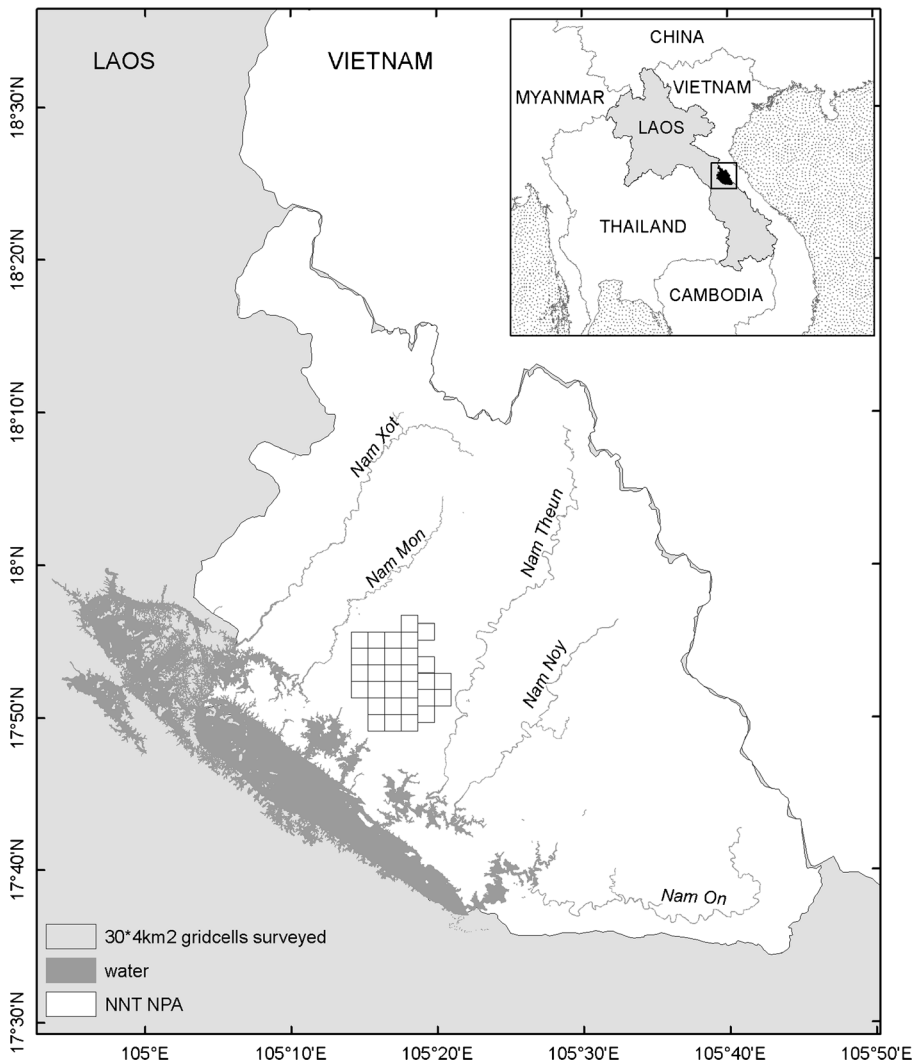 LAOS
VIETNAM
CHINA
VIETNAM
MYANMAR
LAOS
THAILAND
CAMBODIA
18°30'N
18°20'N
18°10'N
18°N
17°50'N
17°40'N
17°30'N
Nam Xot
Nam Mon
Nam Theun
Nam Noy
Nam On
30*4km2 gridcells surveyed
water
NNT NPA
105°E
105°10'E
105°20'E
105°30'E
105°40'E
105°50'E